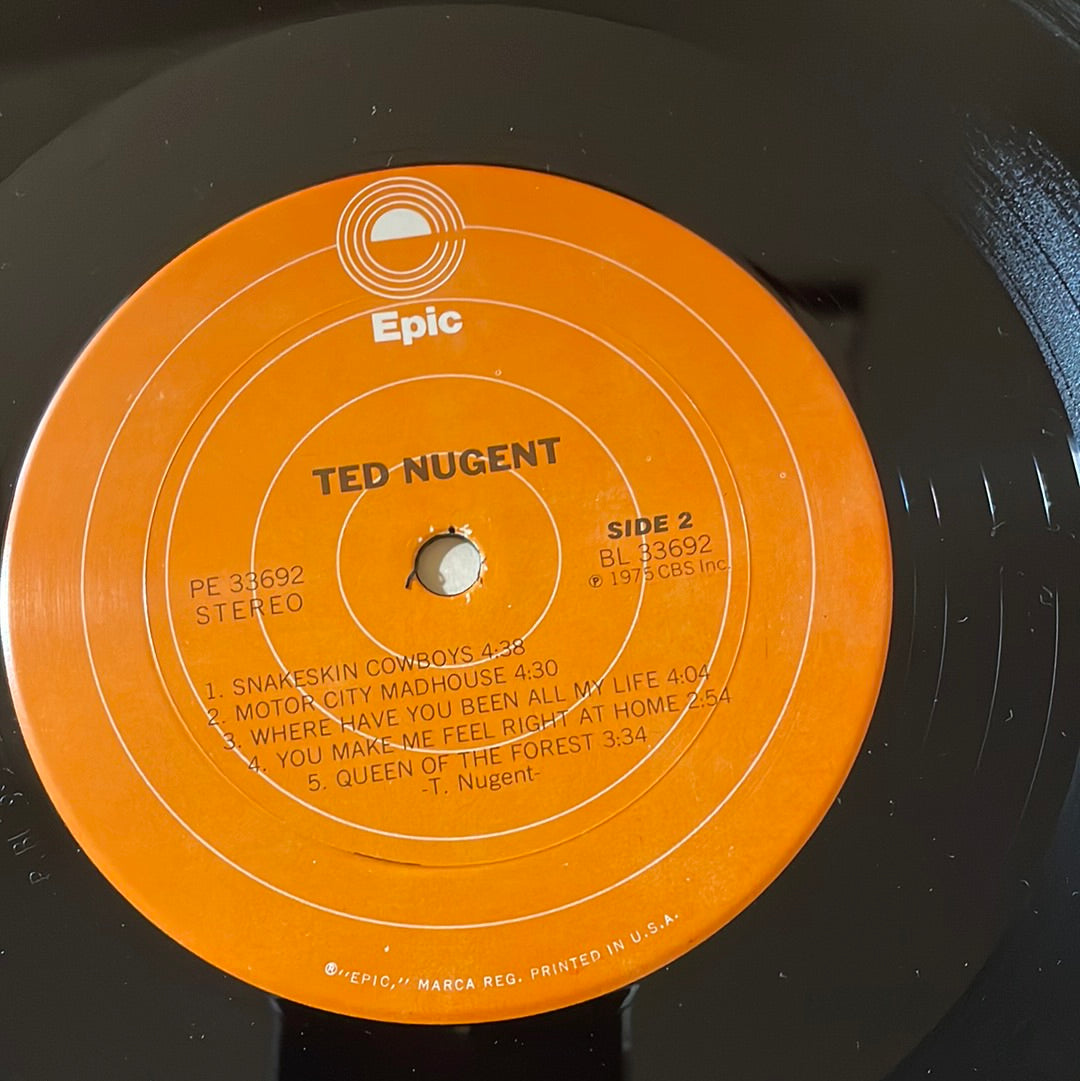 Epic
TED NUGENT
SIDE 2
BL 33692
℗ 1975 CBS Inc.
PE 33692
STEREO
1. SNAKESKIN COWBOYS 4:38
2. MOTOR CITY MADHOUSE 4:30
3. WHERE HAVE YOU BEEN ALL MY LIFE 4:04
4. YOU MAKE ME FEEL RIGHT AT HOME 2:54
5. QUEEN OF THE FOREST 3:34
-T. Nugent-
®"EPIC," MARCA REG. PRINTED IN U.S.A.